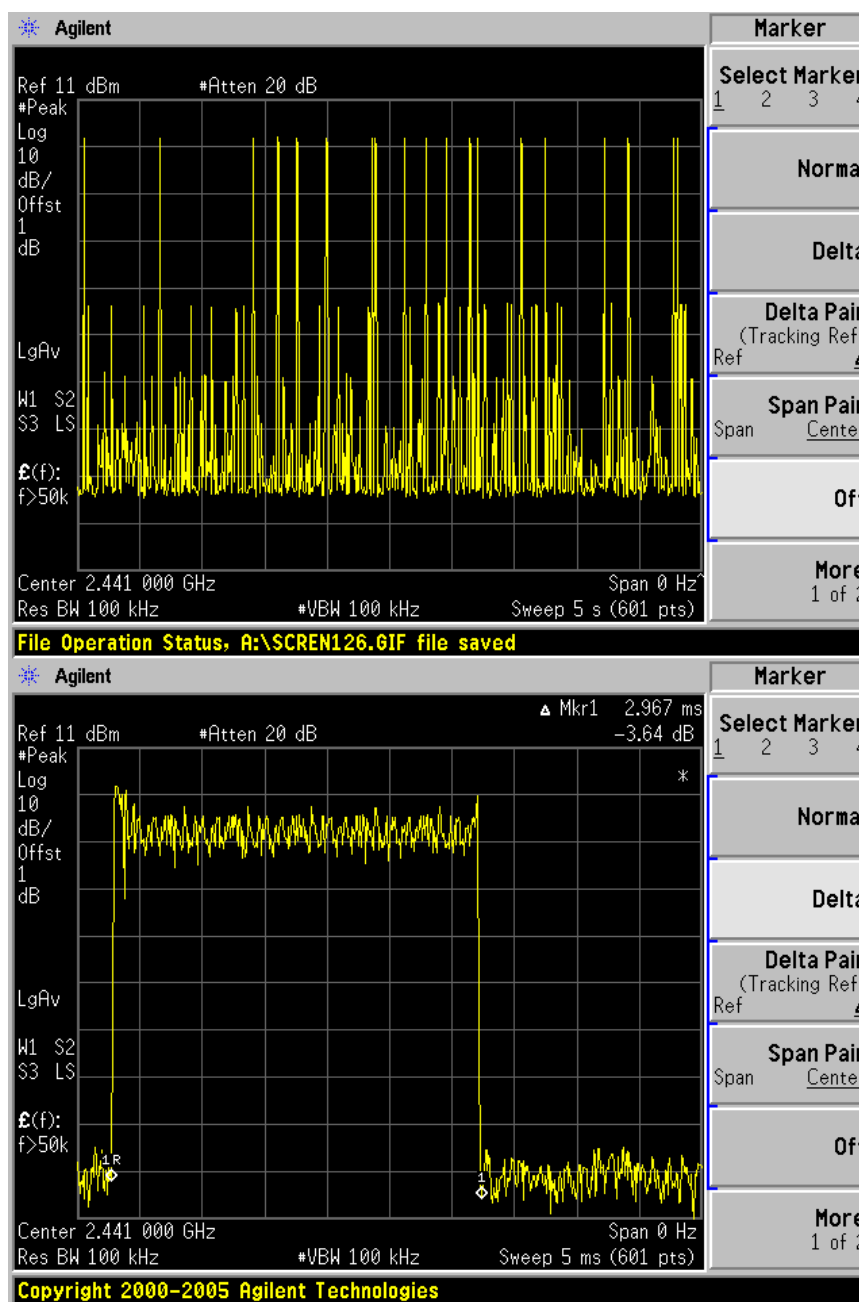 Agilent
Marker
Ref 11 dBm #Atten 20 dB
#Peak
Log
10
dB/
Offst
1
dB
LgAv
W1 S2
S3 LS
£(f):
f>50k
Center 2.441 000 GHz Span 0 Hz^
Res BW 100 kHz #VBW 100 kHz Sweep 5 s (601 pts)
File Operation Status, A:\SCREN126.GIF file saved
Select Marker
1 2 3
Norma
Delta
Delta Pair
(Tracking Ref
Ref
Span Pair
Span Center
Of
More
1 of 2
Agilent
Marker
Δ Mkr1 2.967 ms
Ref 11 dBm #Atten 20 dB -3.64 dB
#Peak
Log
10
dB/
Offst
1
dB
*
LgAv
W1 S2
S3 LS
£(f):
f>50k
1R
1
Center 2.441 000 GHz Span 0 Hz
Res BW 100 kHz #VBW 100 kHz Sweep 5 ms (601 pts)
Copyright 2000-2005 Agilent Technologies
Select Marker
1 2 3
Norma
Delta
Delta Pair
(Tracking Ref
Ref
Span Pair
Span Center
Of
More
1 of 2